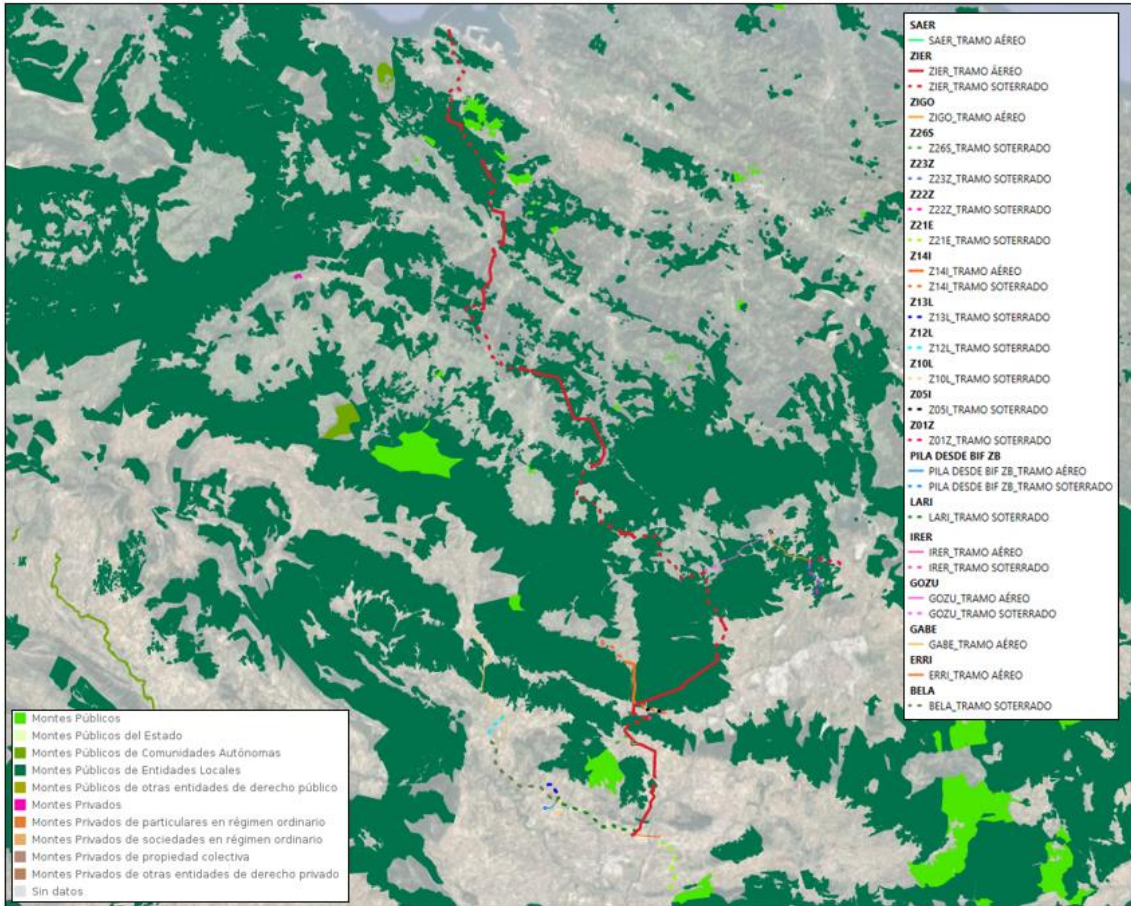 SAER
SAER_TRAMO AÉREO
ZIER
ZIER_TRAMO ÁEREO
ZIER_TRAMO SOTERRADO
ZIGO
ZIGO_TRAMO AÉREO
Z26S
Z26S_TRAMO SOTERRADO
Z23Z
Z23Z_TRAMO SOTERRADO
Z22Z
Z22Z_TRAMO SOTERRADO
Z21E
Z21E_TRAMO SOTERRADO
Z14I
Z14I_TRAMO AÉREO
Z14I_TRAMO SOTERRADO
Z13L
Z13L_TRAMO SOTERRADO
Z12L
Z12L_TRAMO SOTERRADO
Z10L
Z10L_TRAMO SOTERRADO
Z05I
Z05I_TRAMO SOTERRADO
Z01Z
Z01Z_TRAMO SOTERRADO
PILA DESDE BIF ZB
PILA DESDE BIF ZB_TRAMO AÉREO
PILA DESDE BIF ZB_TRAMO SOTERRADO
LARI
LARI_TRAMO SOTERRADO
IRER
IRER_TRAMO AÉREO
IRER_TRAMO SOTERRADO
GOZU
GOZU_TRAMO AÉREO
GOZU_TRAMO SOTERRADO
GABE
GABE_TRAMO AÉREO
ERRI
ERRI_TRAMO AÉREO
BELA
BELA_TRAMO SOTERRADO
Montes Públicos
Montes Públicos del Estado
Montes Públicos de Comunidades Autónomas
Montes Públicos de Entidades Locales
Montes Públicos de otras entidades de derecho público
Montes Privados
Montes Privados de particulares en régimen ordinario
Montes Privados de sociedades en régimen ordinario
Montes Privados de propiedad colectiva
Montes Privados de otras entidades de derecho privado
Sin datos